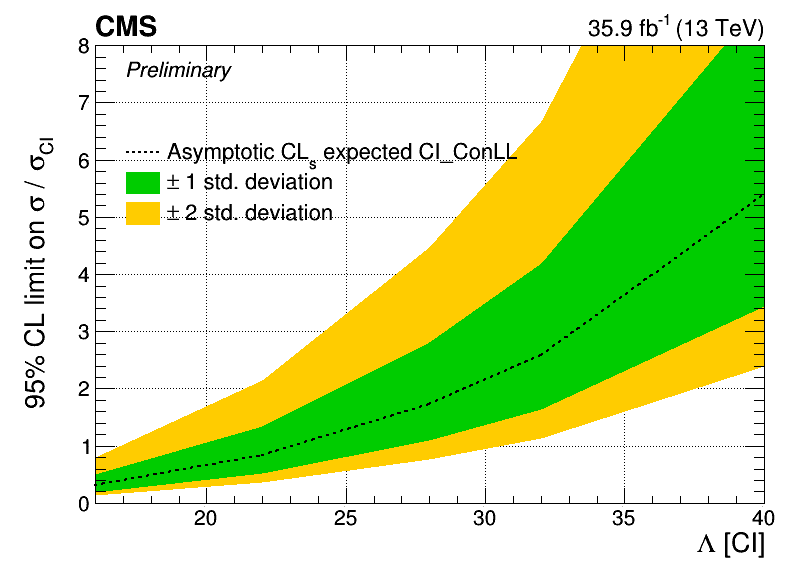 CMS
35.9 fb⁻¹ (13 TeV)
Preliminary
Asymptotic CLₛ expected CI_ConLL
± 1 std. deviation
± 2 std. deviation
95% CL limit on σ / σ_CI
8
7
6
5
4
3
2
1
0
20 25 30 35 40
Λ [CI]